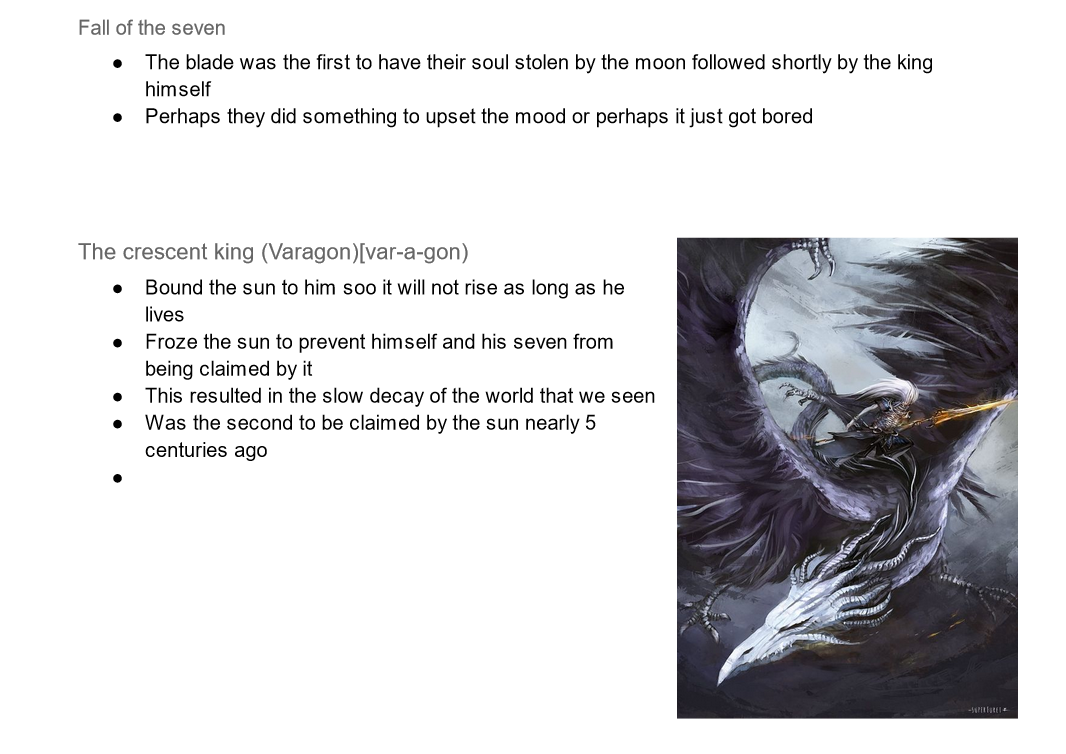 Fall of the seven
● The blade was the first to have their soul stolen by the moon followed shortly by the king
himself
● Perhaps they did something to upset the mood or perhaps it just got bored
The crescent king (Varagon)[var-a-gon)
● Bound the sun to him soo it will not rise as long as he
lives
● Froze the sun to prevent himself and his seven from
being claimed by it
● This resulted in the slow decay of the world that we seen
● Was the second to be claimed by the sun nearly 5
centuries ago
●